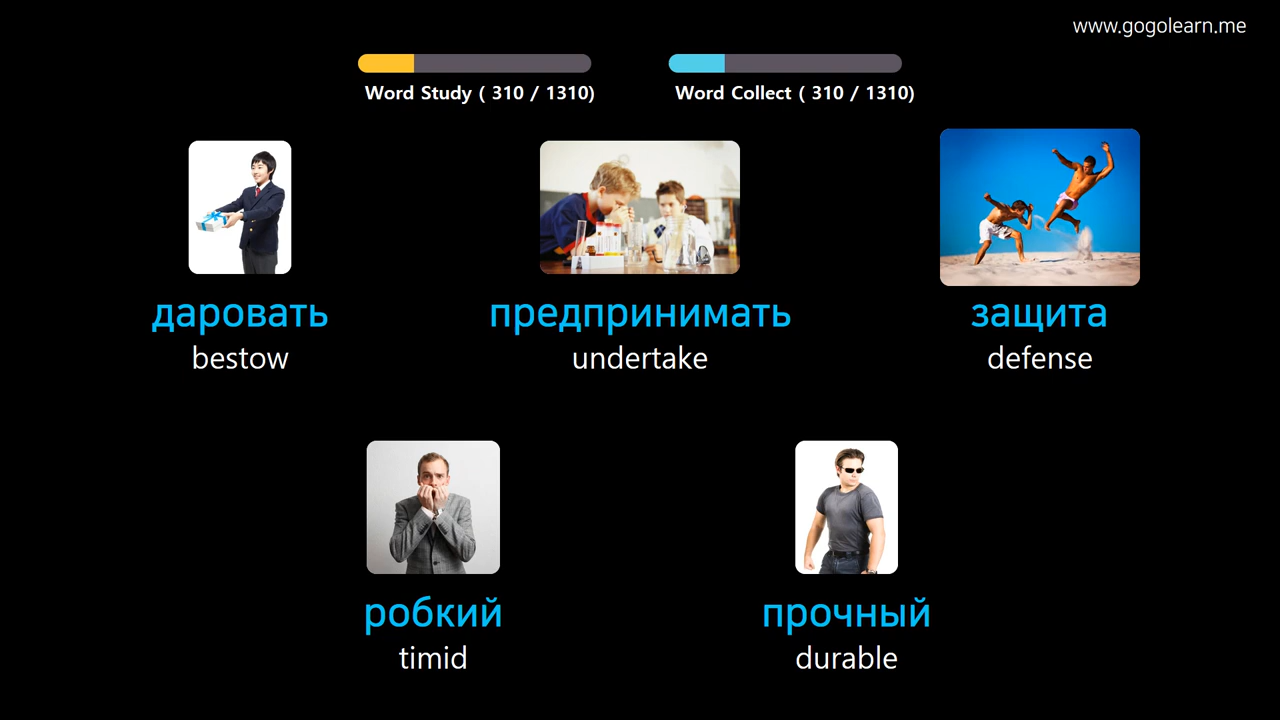 www.gogolearn.me
Word Study ( 310 / 1310)
Word Collect ( 310 / 1310)
даровать
bestow
предпринимать
undertake
защита
defense
робкий
timid
прочный
durable